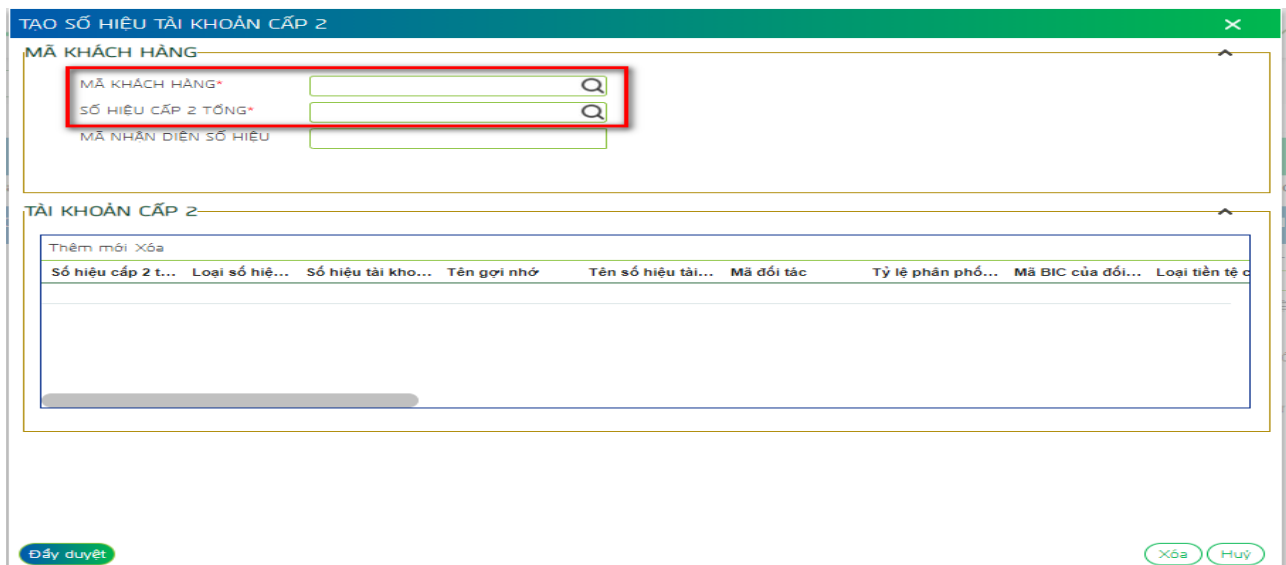 TẠO SỐ HIỆU TÀI KHOẢN CẤP 2
MÃ KHÁCH HÀNG
MÃ KHÁCH HÀNG*
SỐ HIỆU CẤP 2 TỔNG*
MÃ NHẬN DIỆN SỐ HIỆU
TÀI KHOẢN CẤP 2
Thêm mới Xóa
Số hiệu cấp 2 t... Loại số hiệ... Số hiệu tài kho... Tên gợi nhớ Tên số hiệu tài... Mã đối tác Tỷ lệ phân phố... Mã BIC của đối... Loại tiền tệ c
Đẩy duyệt Xóa Huỷ